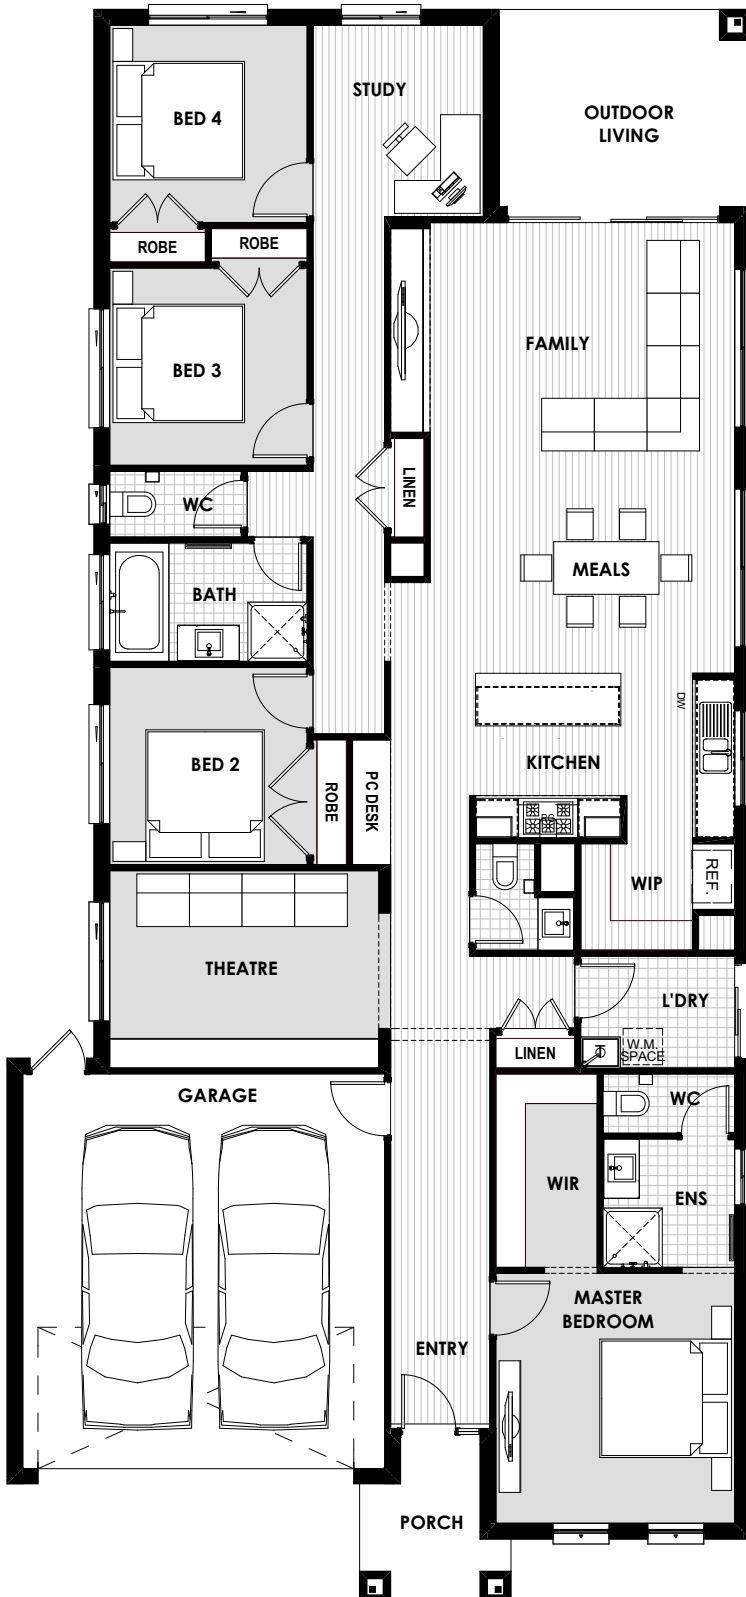 BED 4
STUDY
OUTDOOR
LIVING
ROBE
ROBE
FAMILY
BED 3
LINEN
WC
MEALS
BATH
DW
KITCHEN
BED 2
ROBE
PC DESK
WIP
REF.
THEATRE
L'DRY
W.M.
SPACE
LINEN
GARAGE
WC
WIR
ENS
MASTER
BEDROOM
ENTRY
PORCH